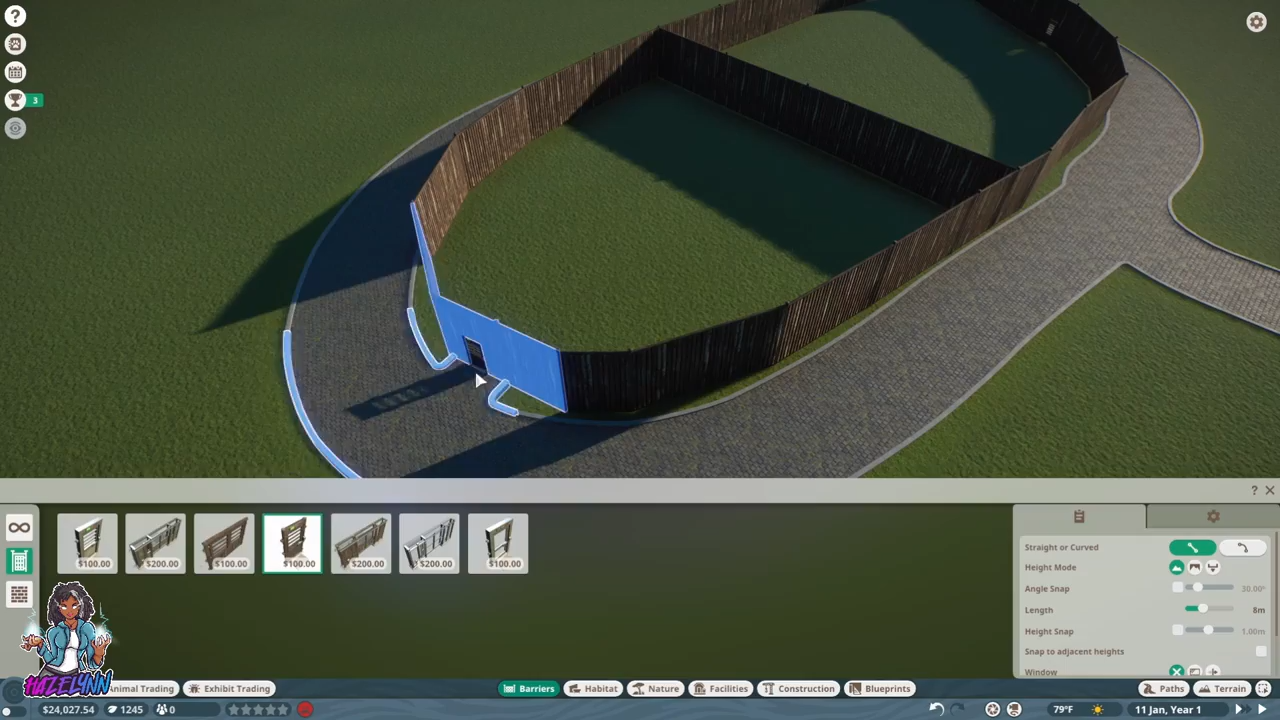 ?
3
? ×
$100.00 $200.00 $100.00 $100.00 $200.00 $200.00 $100.00
Straight or Curved
Height Mode
Angle Snap 30.00°
Length 8m
Height Snap 1.00m
Snap to adjacent heights
Window
HAZELYNN
Animal Trading Exhibit Trading Barriers Habitat Nature Facilities Construction Blueprints Paths Terrain
$24,027.54 1245 0 79°F 11 Jan, Year 1